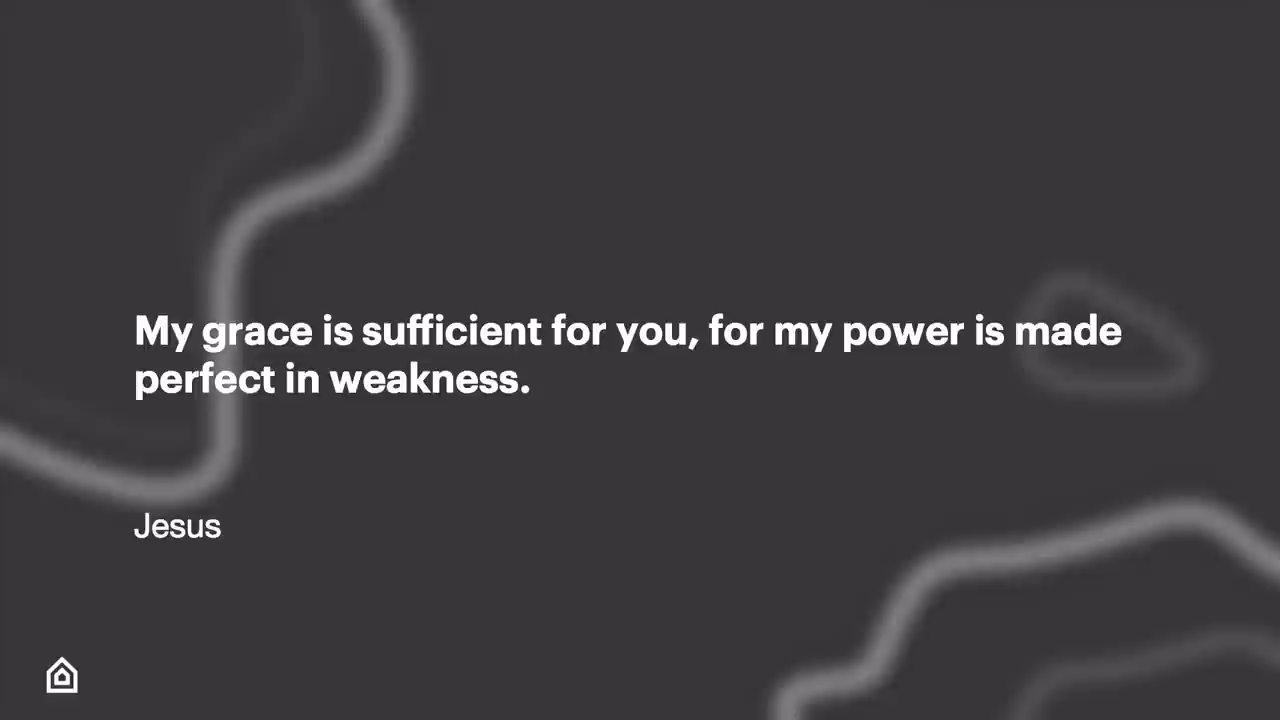 My grace is sufficient for you, for my power is made
perfect in weakness.
Jesus